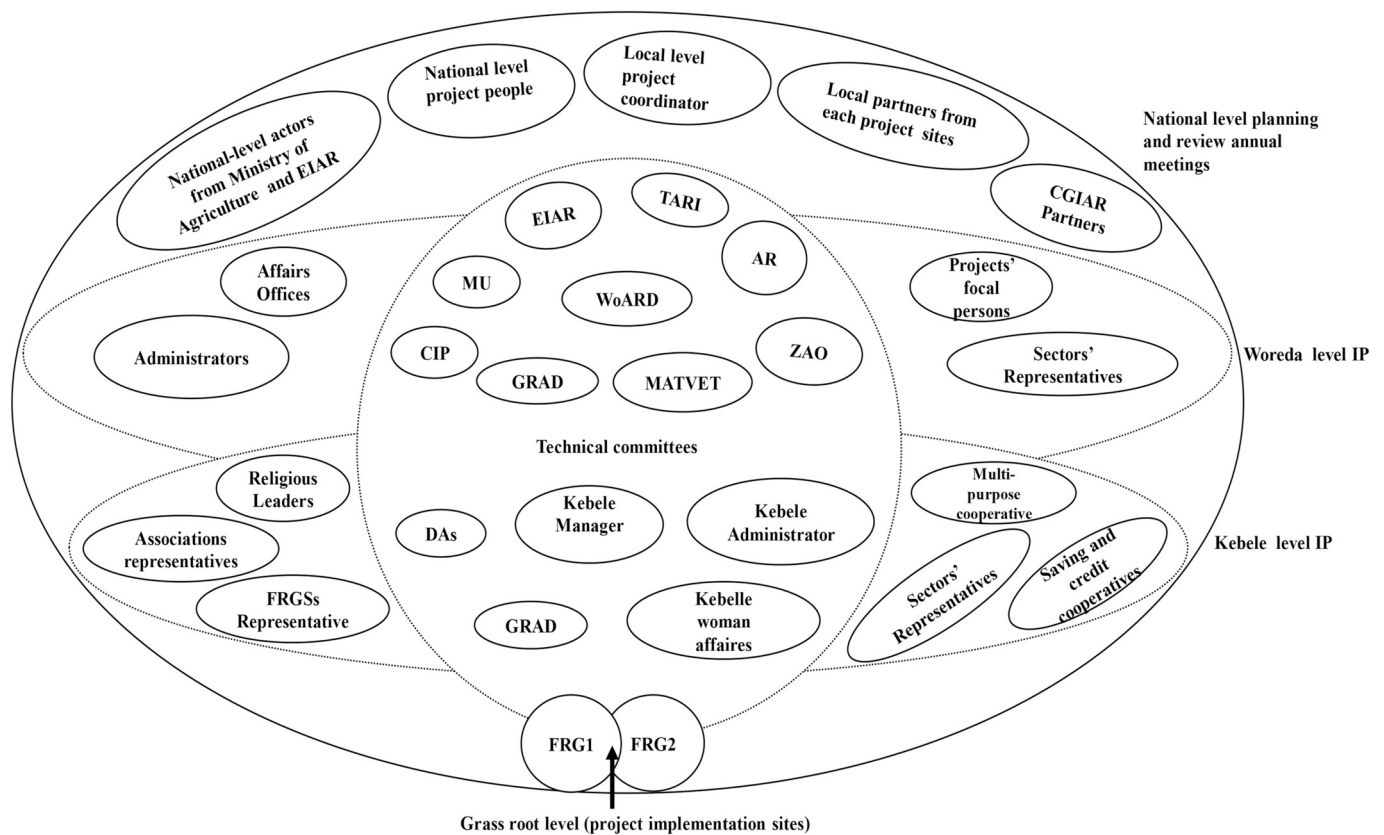 National level
project people
Local level
project
coordinator
Local partners from
each project sites
National level planning
and review annual
meetings
National-level actors
from Ministry of
Agriculture and EIAR
CGIAR
Partners
EIAR
TARI
AR
MU
WoARD
Affairs
Offices
Projects’
focal
persons
Administrators
CIP
GRAD
MATVET
ZAO
Sectors’
Representatives
Woreda level IP
Technical committees
Religious
Leaders
Associations
representatives
FRGSs
Representative
DAs
Kebele
Manager
Kebele
Administrator
Multi-
purpose
cooperative
Sectors’
Representatives
Saving and
credit
cooperatives
Kebele level IP
GRAD
Kebelle
woman
affaires
FRG1
FRG2
Grass root level (project implementation sites)